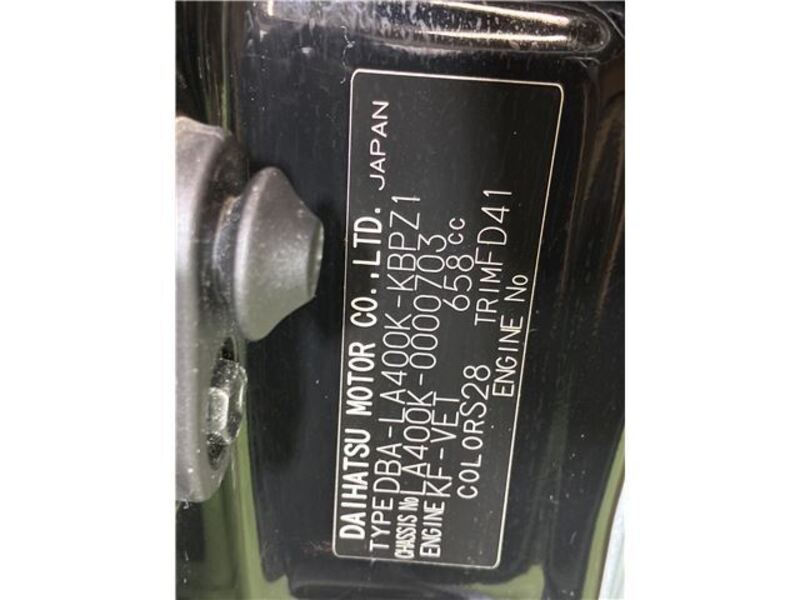 DAIHATSU MOTOR CO.,LTD. JAPAN
TYPE DBA-LA400K-KBPZ1
CHASSIS No LA400K-0000703
ENGINE KF-VET 658cc
COLOR S28 TRIM FD41
ENGINE No